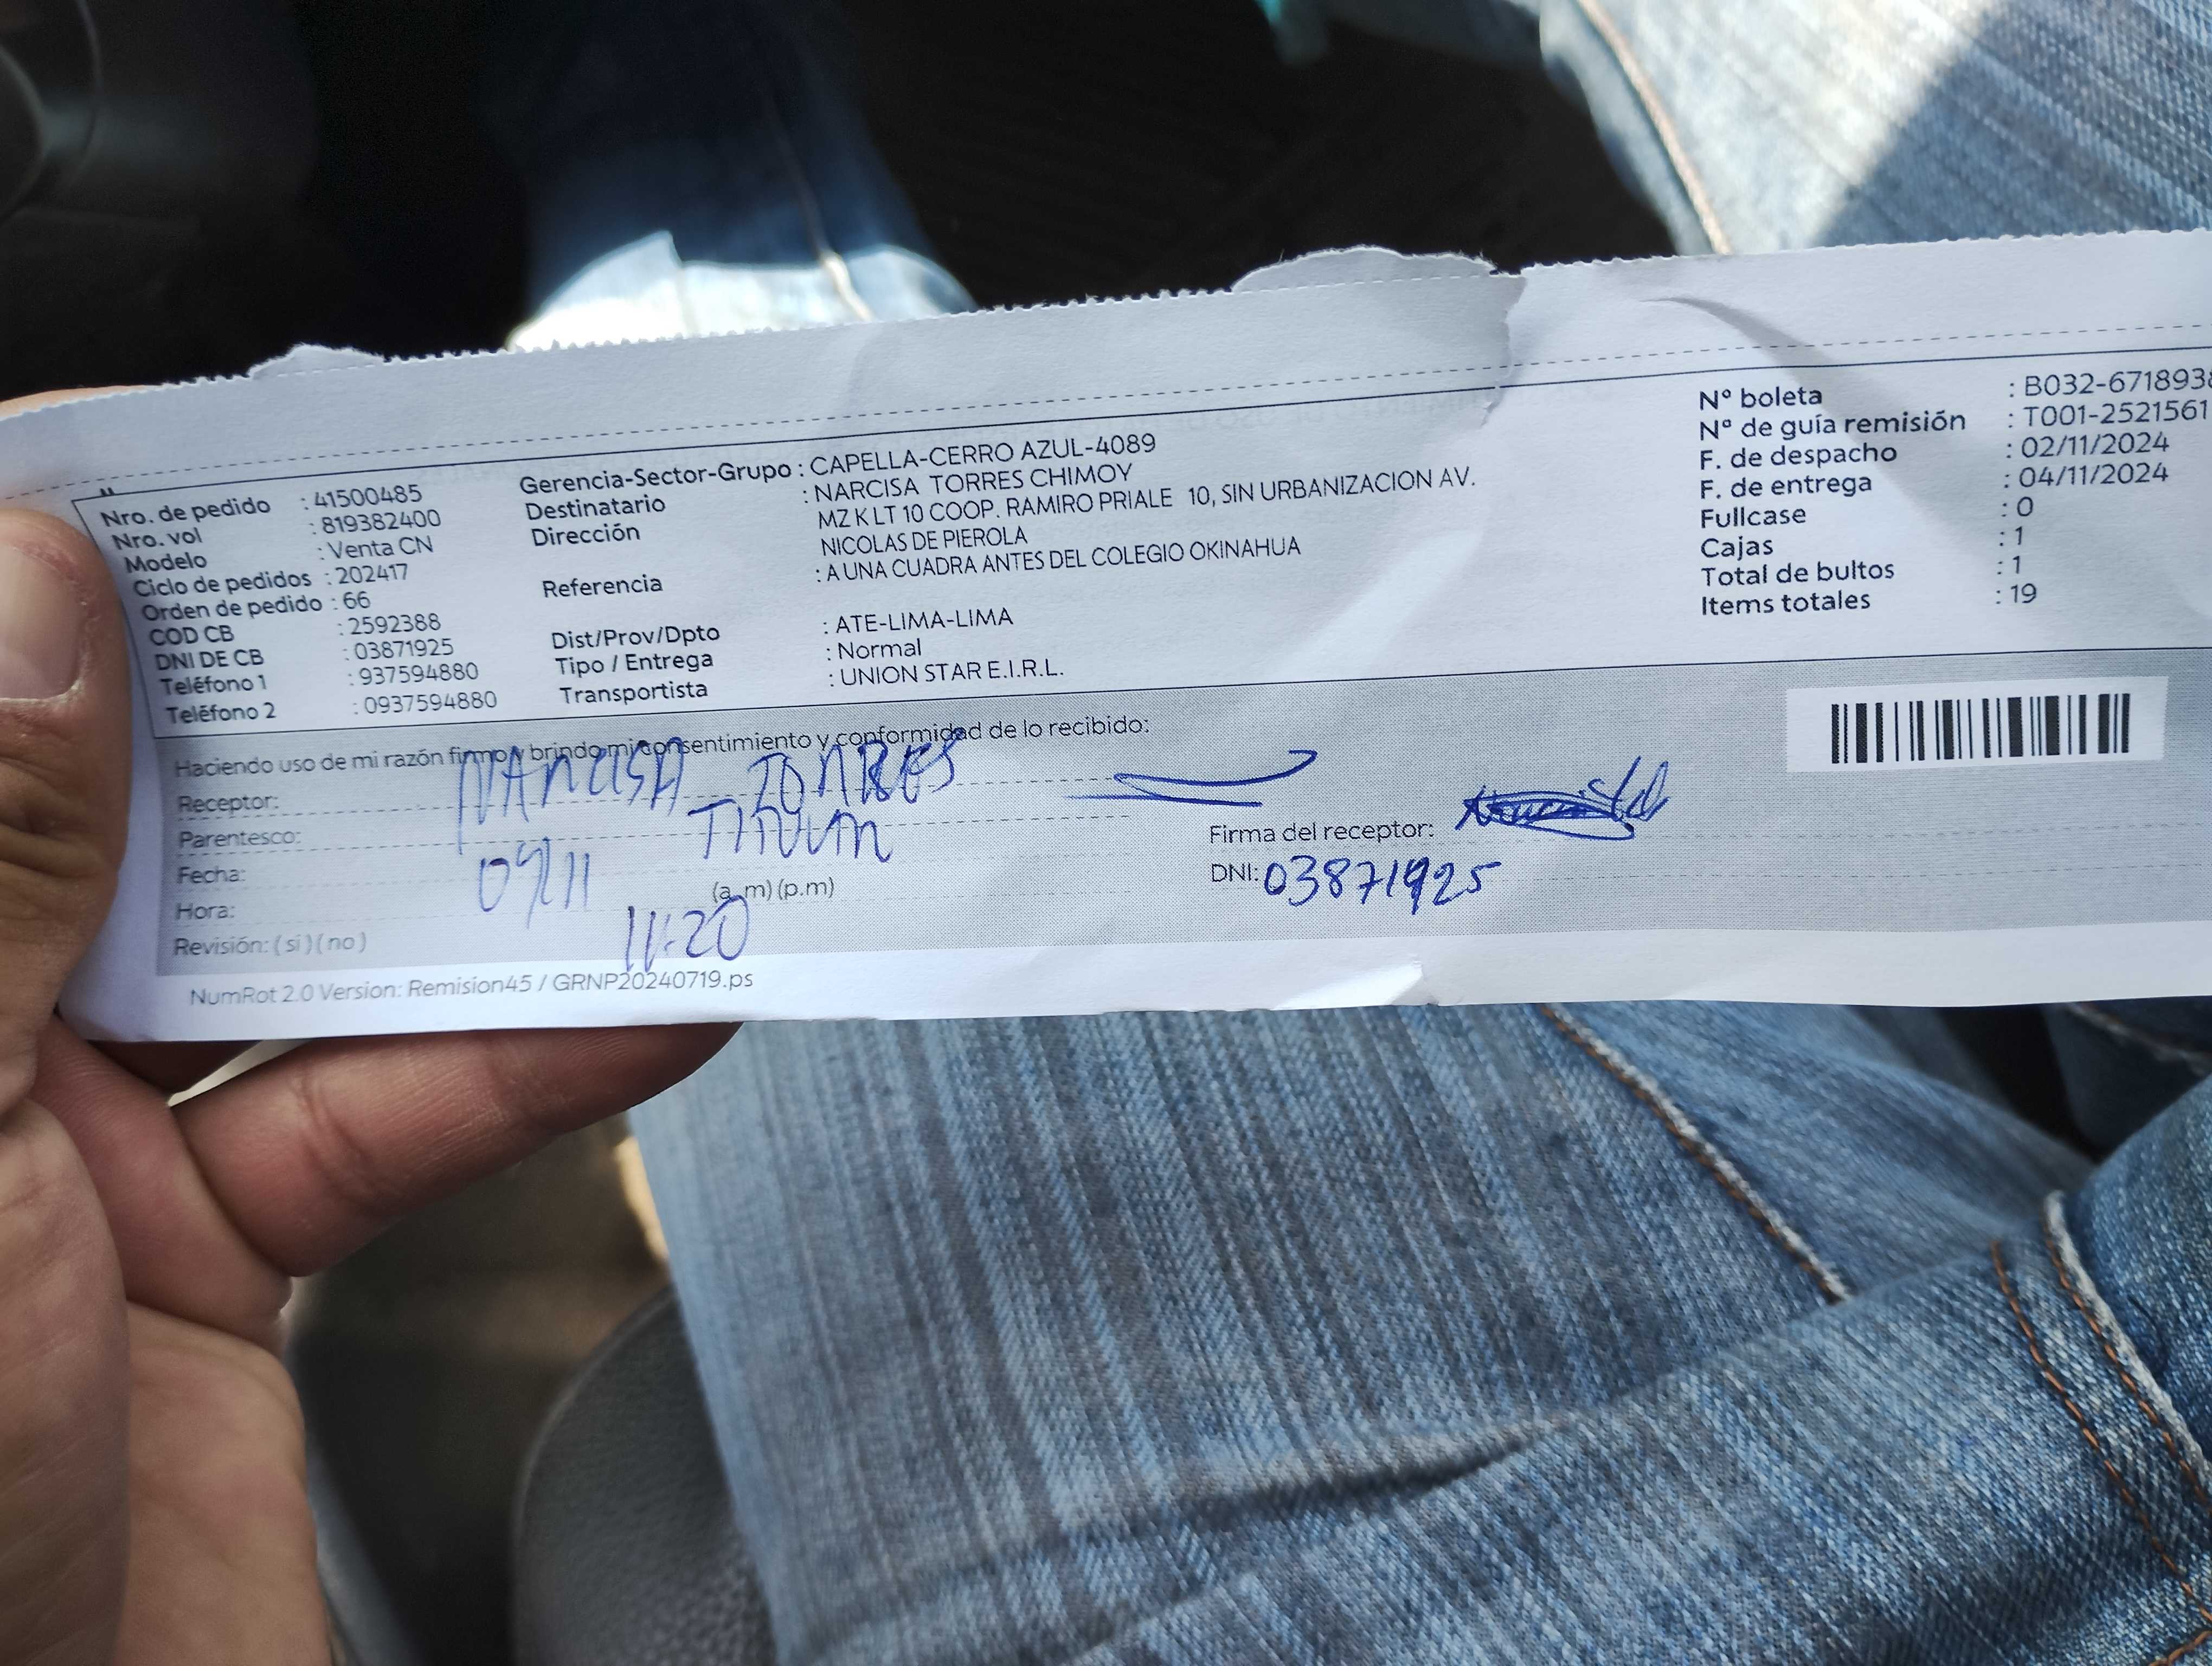 Nro. de pedido : 41500485
Nro. vol : 819382400
Modelo : Venta CN
Ciclo de pedidos : 202417
Orden de pedido : 66
COD CB : 2592388
DNI DE CB : 03871925
Teléfono 1 : 937594880
Teléfono 2 : 0937594880
Gerencia-Sector-Grupo : CAPELLA-CERRO AZUL-4089
Destinatario : NARCISA TORRES CHIMOY
Dirección MZ K LT 10 COOP. RAMIRO PRIALE 10, SIN URBANIZACION AV.
NICOLAS DE PIEROLA
Referencia : A UNA CUADRA ANTES DEL COLEGIO OKINAHUA
Dist/Prov/Dpto : ATE-LIMA-LIMA
Tipo / Entrega : Normal
Transportista : UNION STAR E.I.R.L.
Nº boleta : B032-671893
Nº de guía remisión : T001-2521561
F. de despacho : 02/11/2024
F. de entrega : 04/11/2024
Fullcase : 0
Cajas : 1
Total de bultos : 1
Items totales : 19
Haciendo uso de mi razón firmo y brindo mi consentimiento y conformidad de lo recibido:
Receptor: NARCISA TORRES
Parentesco:
Fecha: 04/11
Hora: (a. m) (p.m) 11:20
Revisión: ( si ) ( no )
Firma del receptor:
DNI: 03871925
NumRot 2.0 Version: Remision45 / GRNP20240719.ps